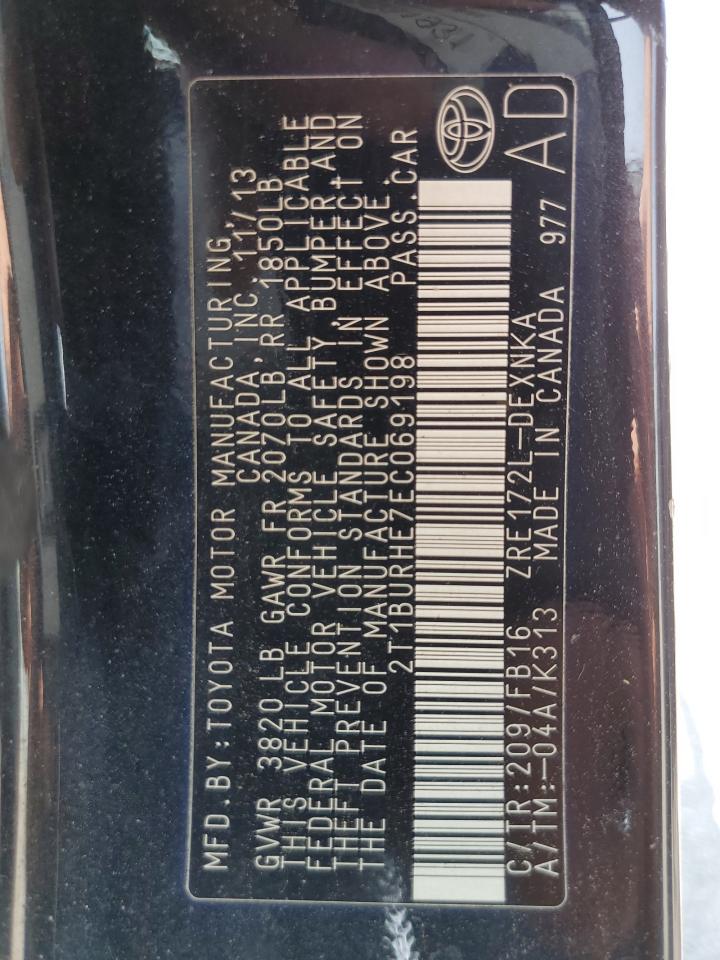 MFD.BY:TOYOTA MOTOR MANUFACTURING,
CANADA,INC. 11/13
GVWR 3820 LB GAWR FR 2070LB RR 1850LB
THIS VEHICLE CONFORMS TO ALL APPLICABLE
FEDERAL MOTOR VEHICLE SAFETY, BUMPER,AND
THEFT PREVENTION STANDARDS IN EFFECT ON
THE DATE OF MANUFACTURE SHOWN ABOVE.
2T1BURHE7EC069198 PASS.CAR
C/TR:209/FB16 ZRE172L-DEXNKA
A/TM:-04A/K313 MADE IN CANADA 977
AD